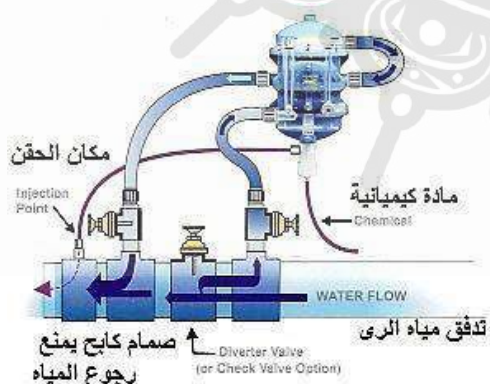 مكان الحقن
Injection
Point
مادة كيميائية
Chemical
WATER FLOW
تدفق مياه الرى
صمام كابح يمنع
رجوع المياه
Diverter Valve
(or Check Valve Option)